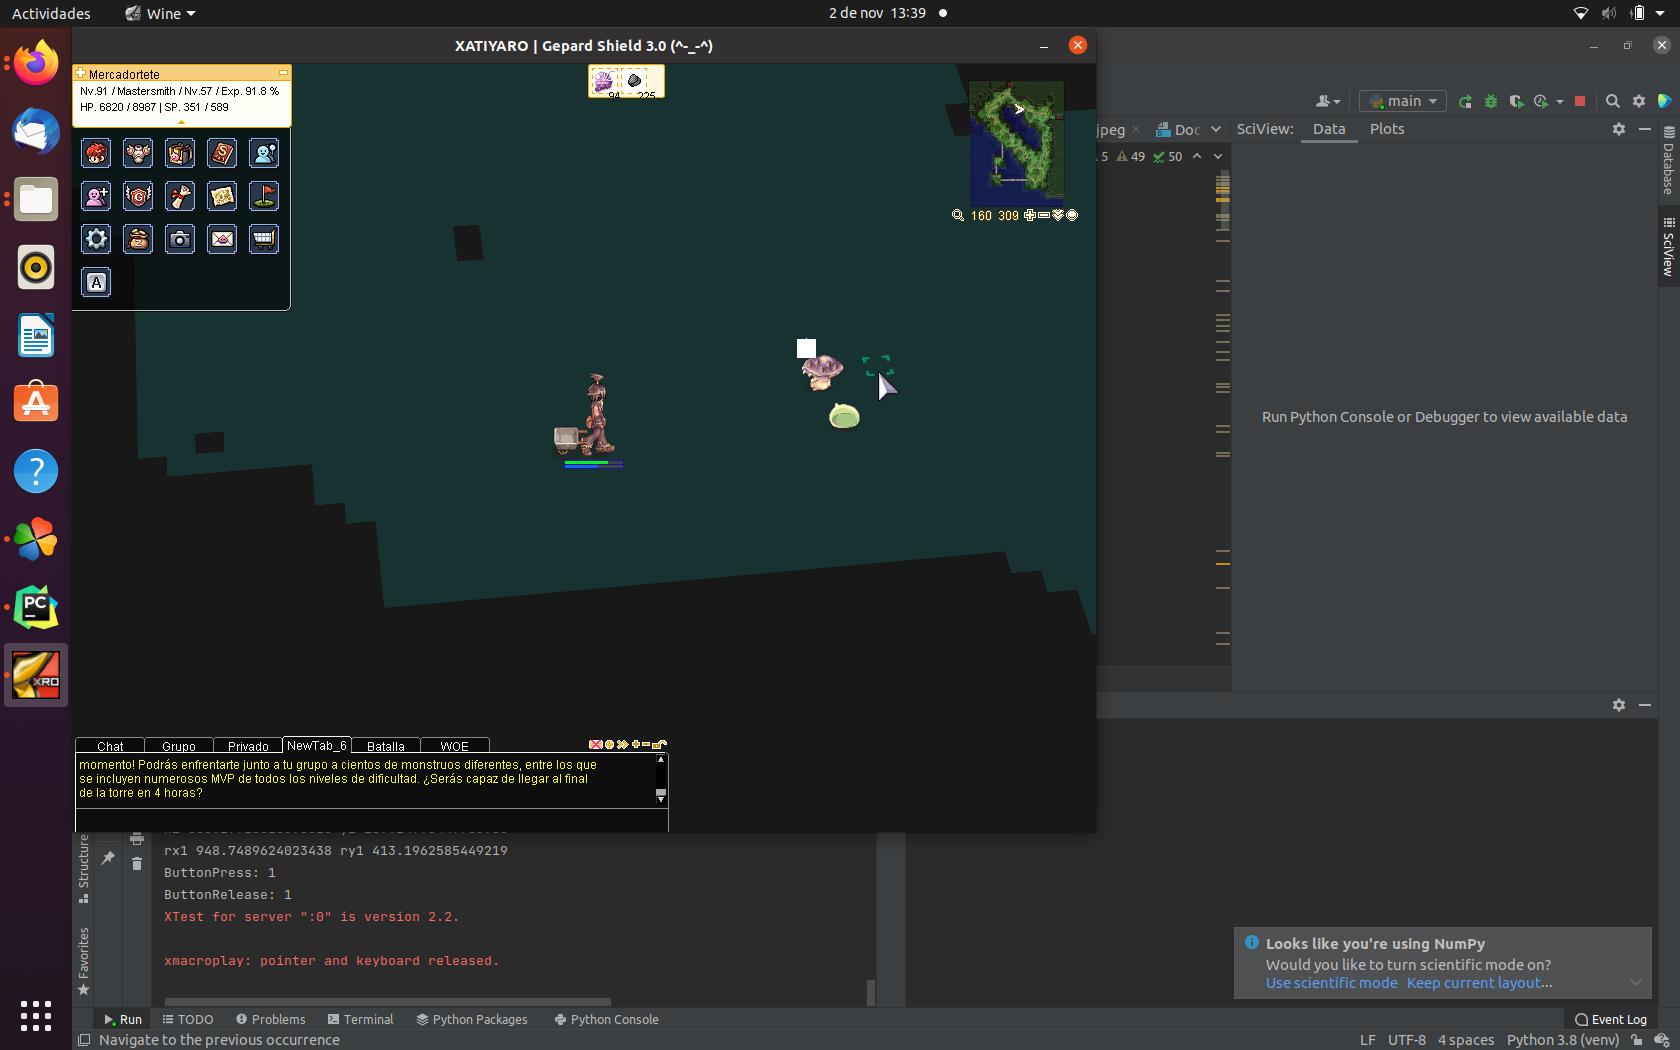 Actividades
Wine
2 de nov 13:39
XATIYARO | Gepard Shield 3.0 (^-_-^)
Mercadortete
Nv.91 / Mastersmith / Nv.57 / Exp. 91.8 %
HP. 6820 / 8987 | SP. 351 / 589
94 225
160 309
A
main
jpeg
Doc
SciView:
Data
Plots
5
49
50
Database
SciView
Run Python Console or Debugger to view available data
PC
XRO
Chat
Grupo
Privado
NewTab_6
Batalla
WOE
momento! Podrás enfrentarte junto a tu grupo a cientos de monstruos diferentes, entre los que
se incluyen numerosos MVP de todos los niveles de dificultad. ¿Serás capaz de llegar al final
de la torre en 4 horas?
Structure
Favorites
rx1 948.7489624023438 ry1 413.1962585449219
ButtonPress: 1
ButtonRelease: 1
XTest for server ":0" is version 2.2.
xmacroplay: pointer and keyboard released.
Looks like you're using NumPy
Would you like to turn scientific mode on?
Use scientific mode Keep current layout...
Run
TODO
Problems
Terminal
Python Packages
Python Console
Event Log
Navigate to the previous occurrence
LF UTF-8 4 spaces Python 3.8 (venv)